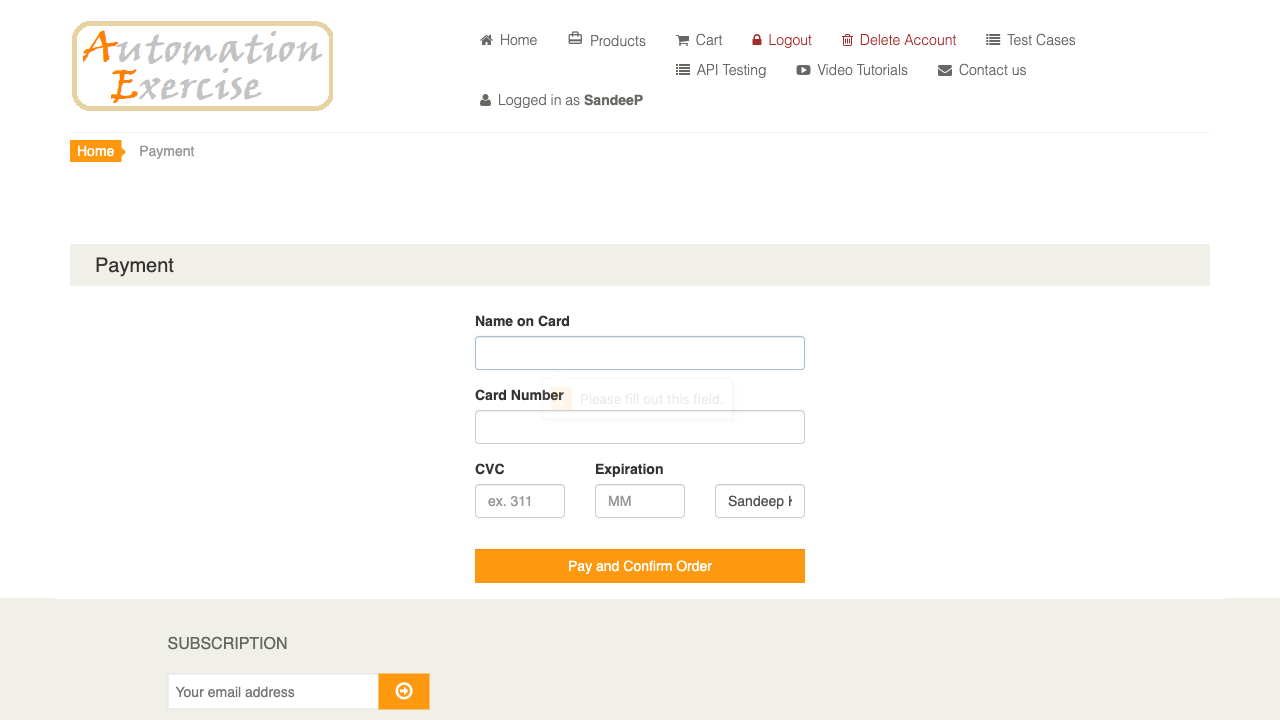 Automation
Exercise
Home Products Cart Logout Delete Account Test Cases
API Testing Video Tutorials Contact us
Logged in as SandeeP
Home Payment
Payment
Name on Card
Card Number
Please fill out this field.
CVC Expiration
ex. 311 MM Sandeep
Pay and Confirm Order
SUBSCRIPTION
Your email address